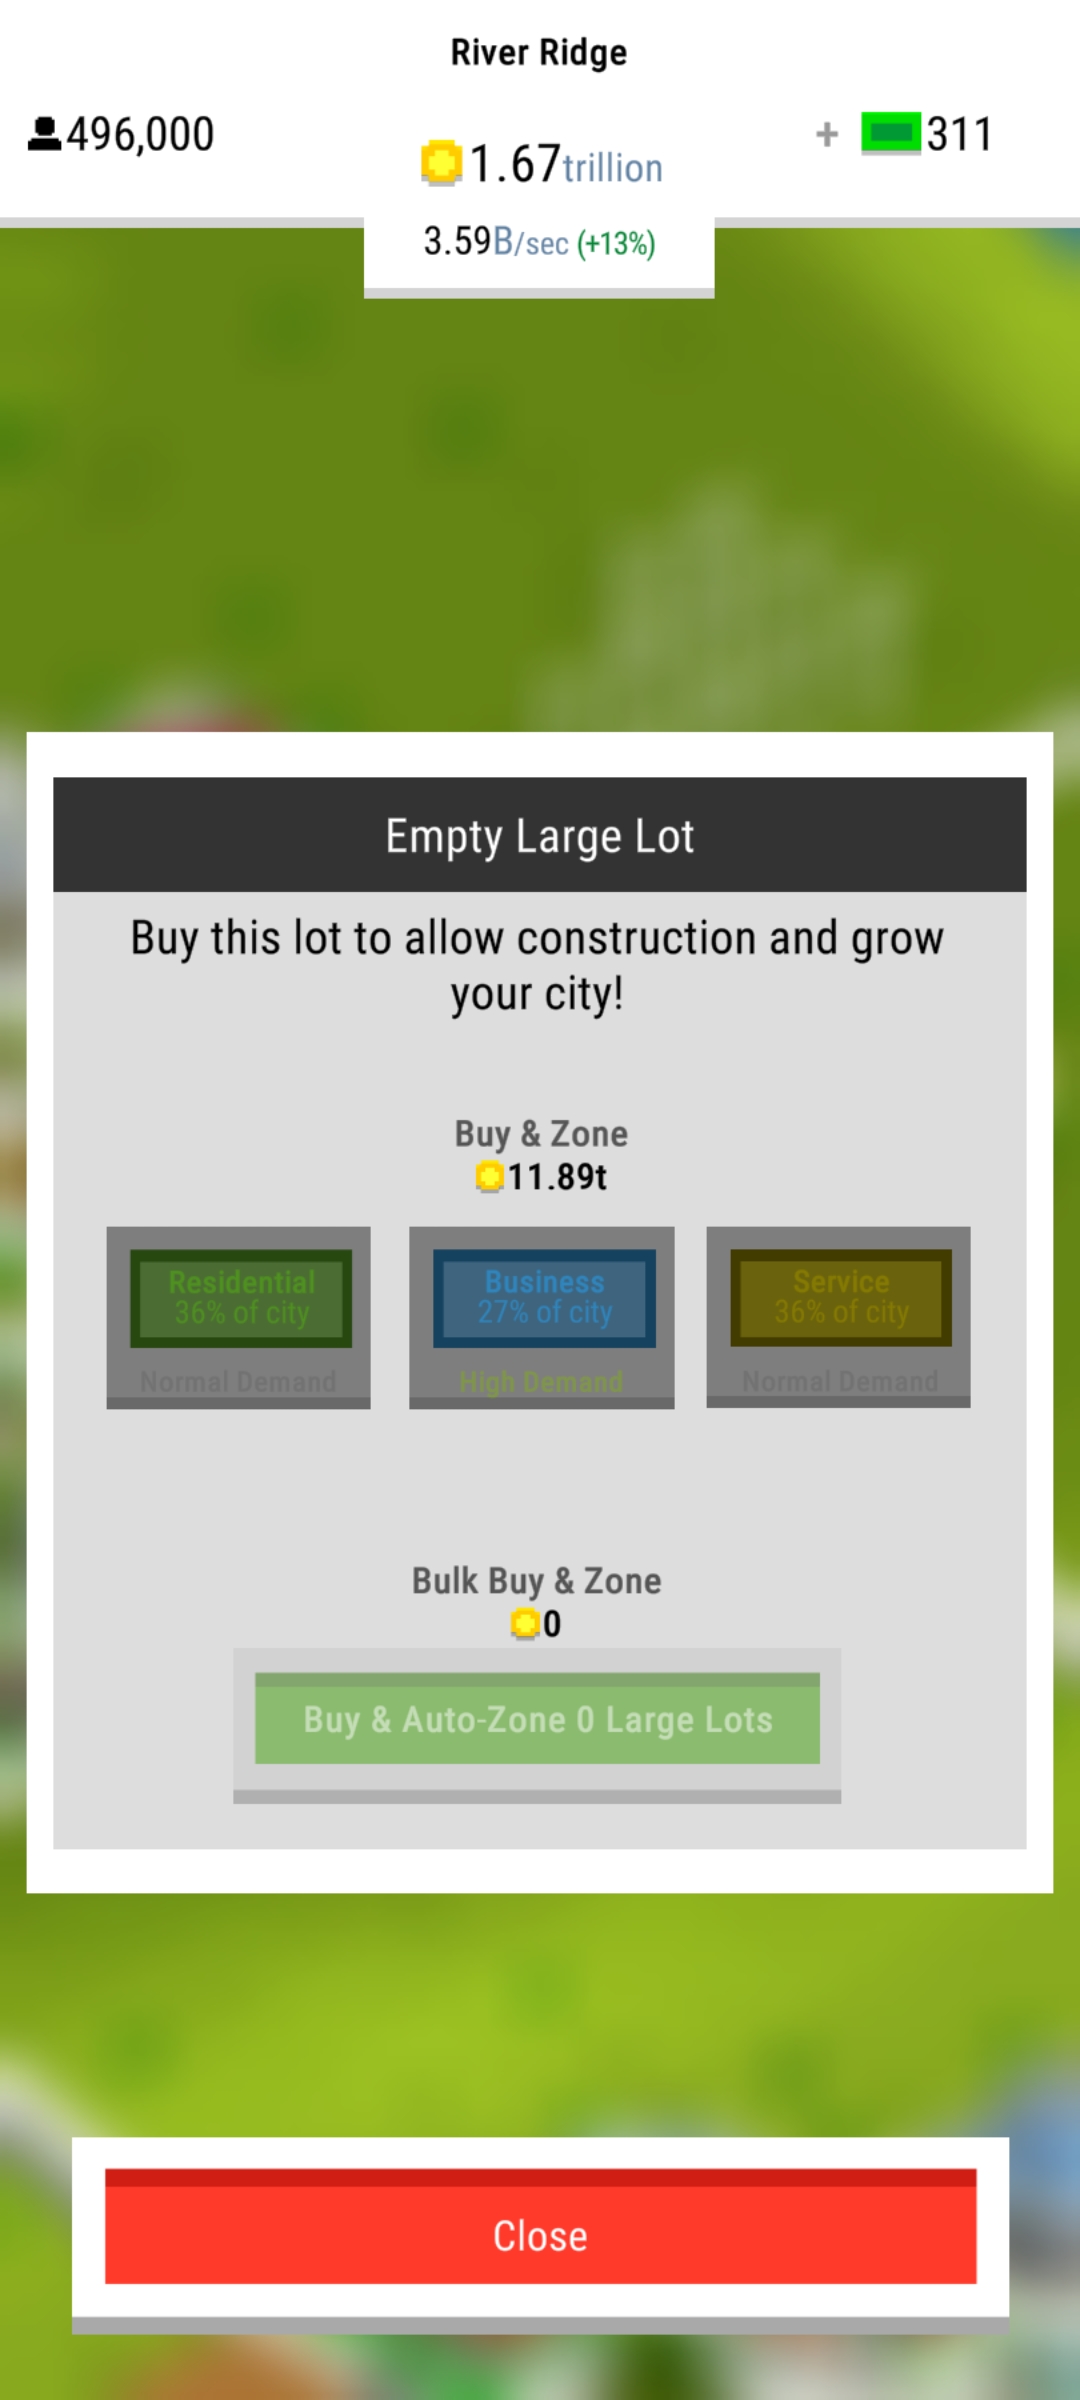 River Ridge
496,000
1.67trillion
+ 311
3.59B/sec (+13%)
Empty Large Lot
Buy this lot to allow construction and grow
your city!
Buy & Zone
11.89t
Residential
36% of city
Normal Demand
Business
27% of city
High Demand
Service
36% of city
Normal Demand
Bulk Buy & Zone
0
Buy & Auto-Zone 0 Large Lots
Close